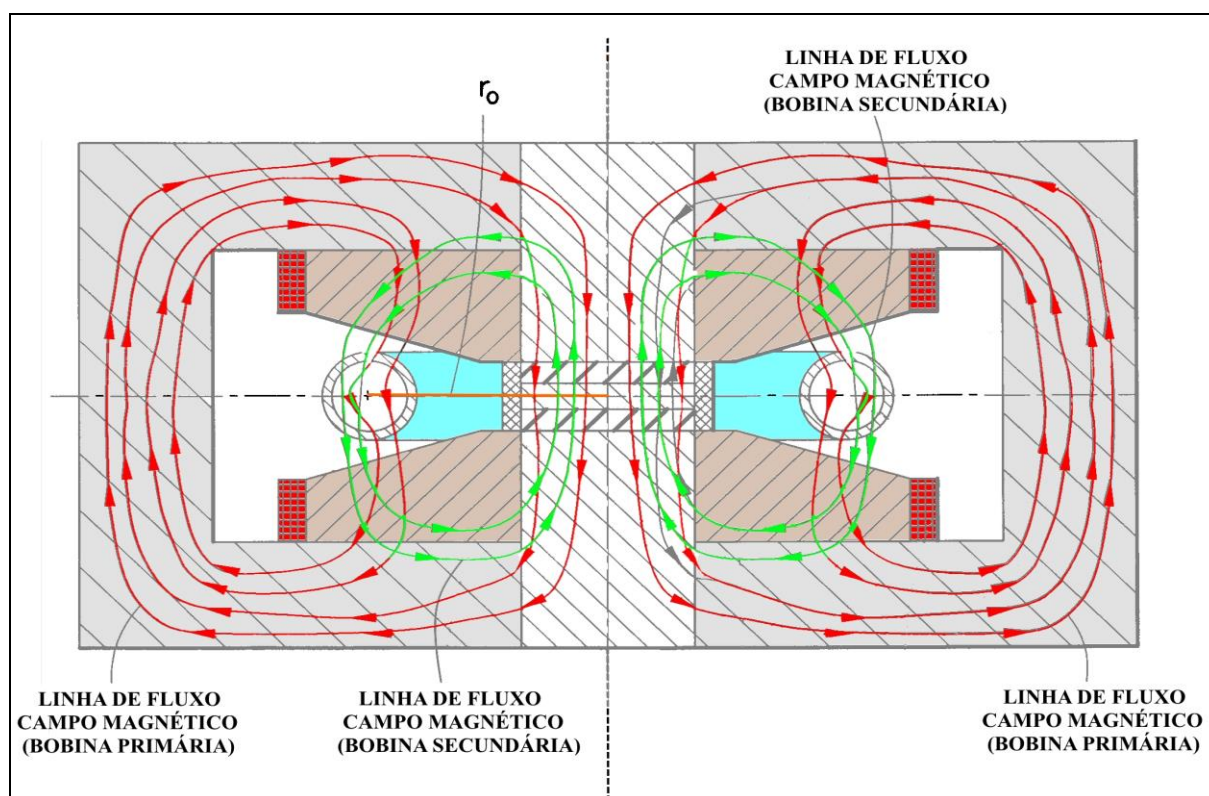 LINHA DE FLUXO
CAMPO MAGNÉTICO
(BOBINA SECUNDÁRIA)
r₀
LINHA DE FLUXO
CAMPO MAGNÉTICO
(BOBINA PRIMÁRIA)
LINHA DE FLUXO
CAMPO MAGNÉTICO
(BOBINA SECUNDÁRIA)
LINHA DE FLUXO
CAMPO MAGNÉTICO
(BOBINA PRIMÁRIA)